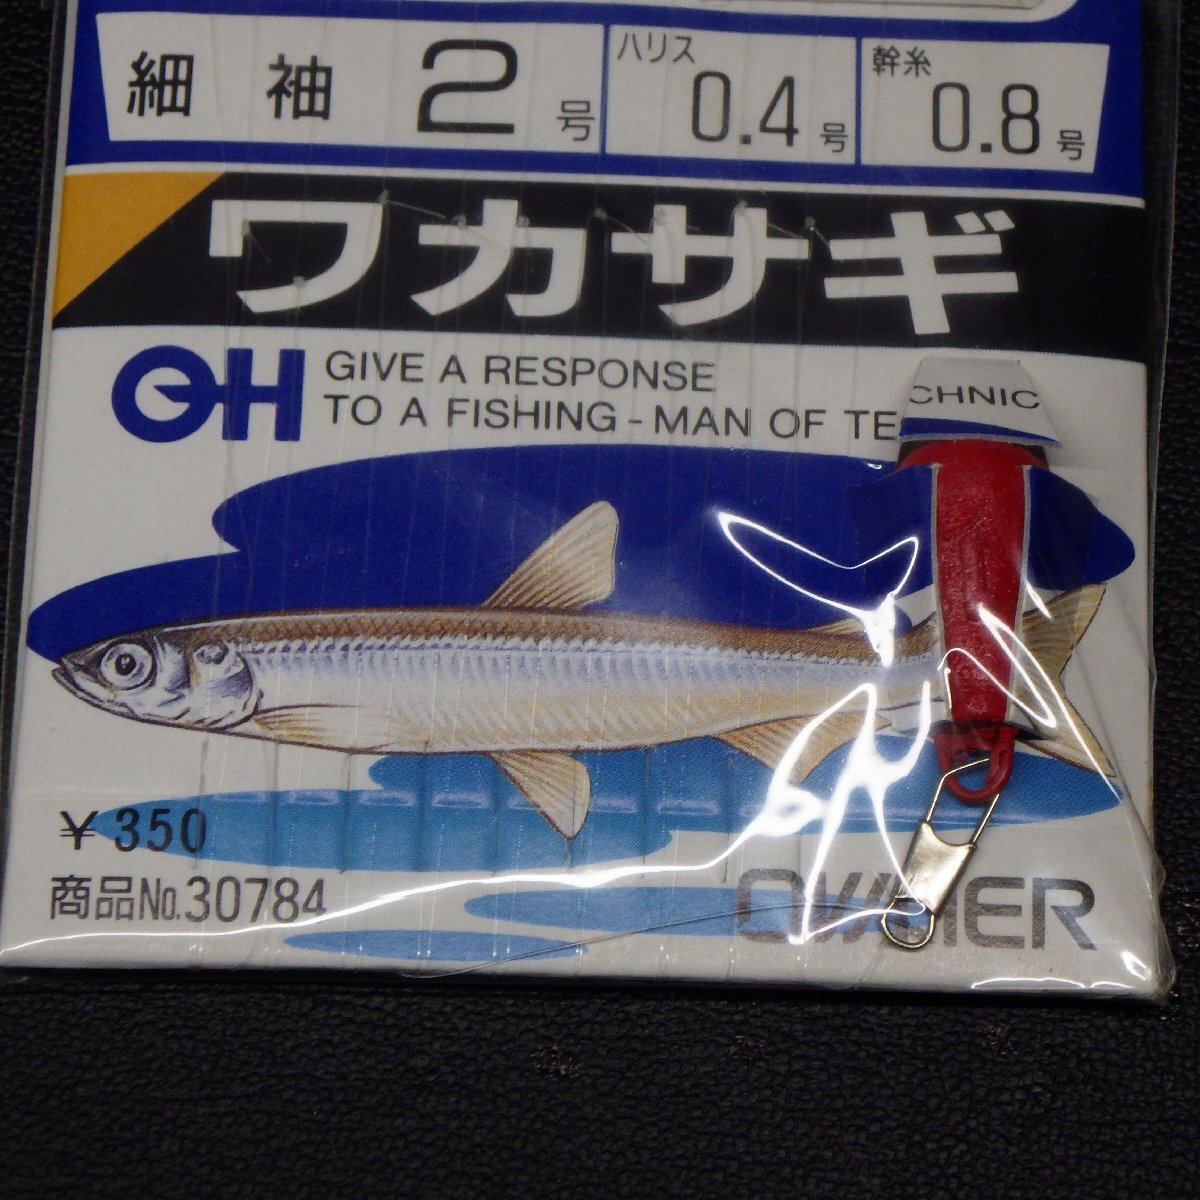 細袖 2号
ハリス 0.4号
幹糸 0.8号
ワカサギ
OH GIVE A RESPONSE
TO A FISHING-MAN OF TE CHNIC
¥350
商品No.30784
OWNER